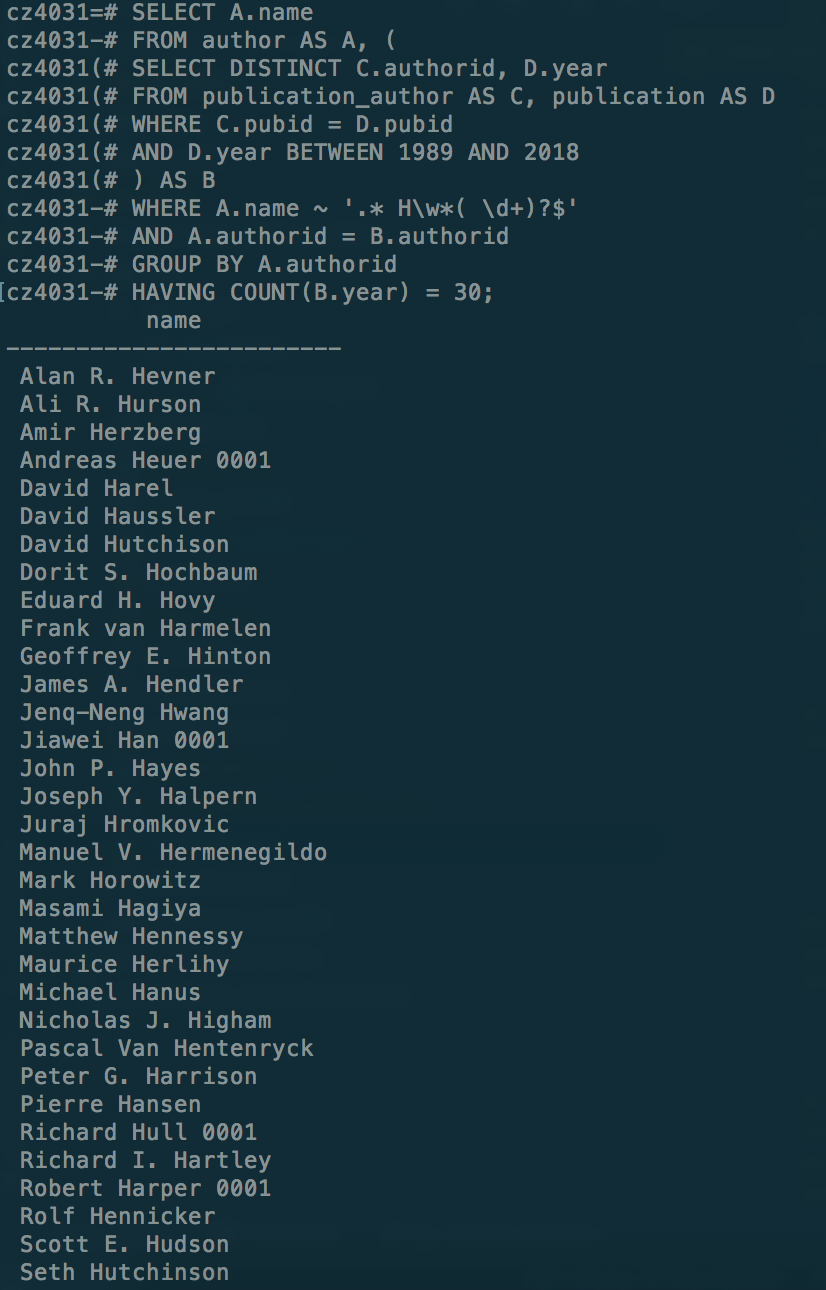 cz4031=# SELECT A.name
cz4031-# FROM author AS A, (
cz4031(# SELECT DISTINCT C.authorid, D.year
cz4031(# FROM publication_author AS C, publication AS D
cz4031(# WHERE C.pubid = D.pubid
cz4031(# AND D.year BETWEEN 1989 AND 2018
cz4031(# ) AS B
cz4031-# WHERE A.name ~ '.* H\w*( \d+)?$'
cz4031-# AND A.authorid = B.authorid
cz4031-# GROUP BY A.authorid
[cz4031-# HAVING COUNT(B.year) = 30;
name
------------------------
Alan R. Hevner
Ali R. Hurson
Amir Herzberg
Andreas Heuer 0001
David Harel
David Haussler
David Hutchison
Dorit S. Hochbaum
Eduard H. Hovy
Frank van Harmelen
Geoffrey E. Hinton
James A. Hendler
Jenq-Neng Hwang
Jiawei Han 0001
John P. Hayes
Joseph Y. Halpern
Juraj Hromkovic
Manuel V. Hermenegildo
Mark Horowitz
Masami Hagiya
Matthew Hennessy
Maurice Herlihy
Michael Hanus
Nicholas J. Higham
Pascal Van Hentenryck
Peter G. Harrison
Pierre Hansen
Richard Hull 0001
Richard I. Hartley
Robert Harper 0001
Rolf Hennicker
Scott E. Hudson
Seth Hutchinson